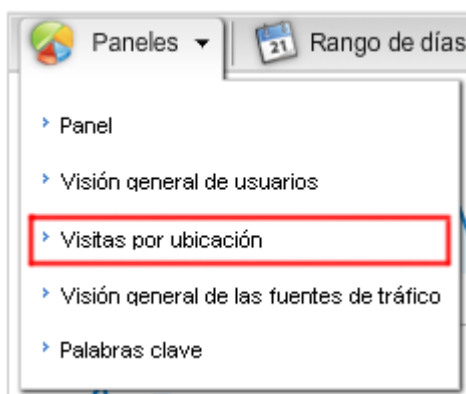 Paneles
21
Rango de días
Panel
Visión general de usuarios
Visitas por ubicación
Visión general de las fuentes de tráfico
Palabras clave